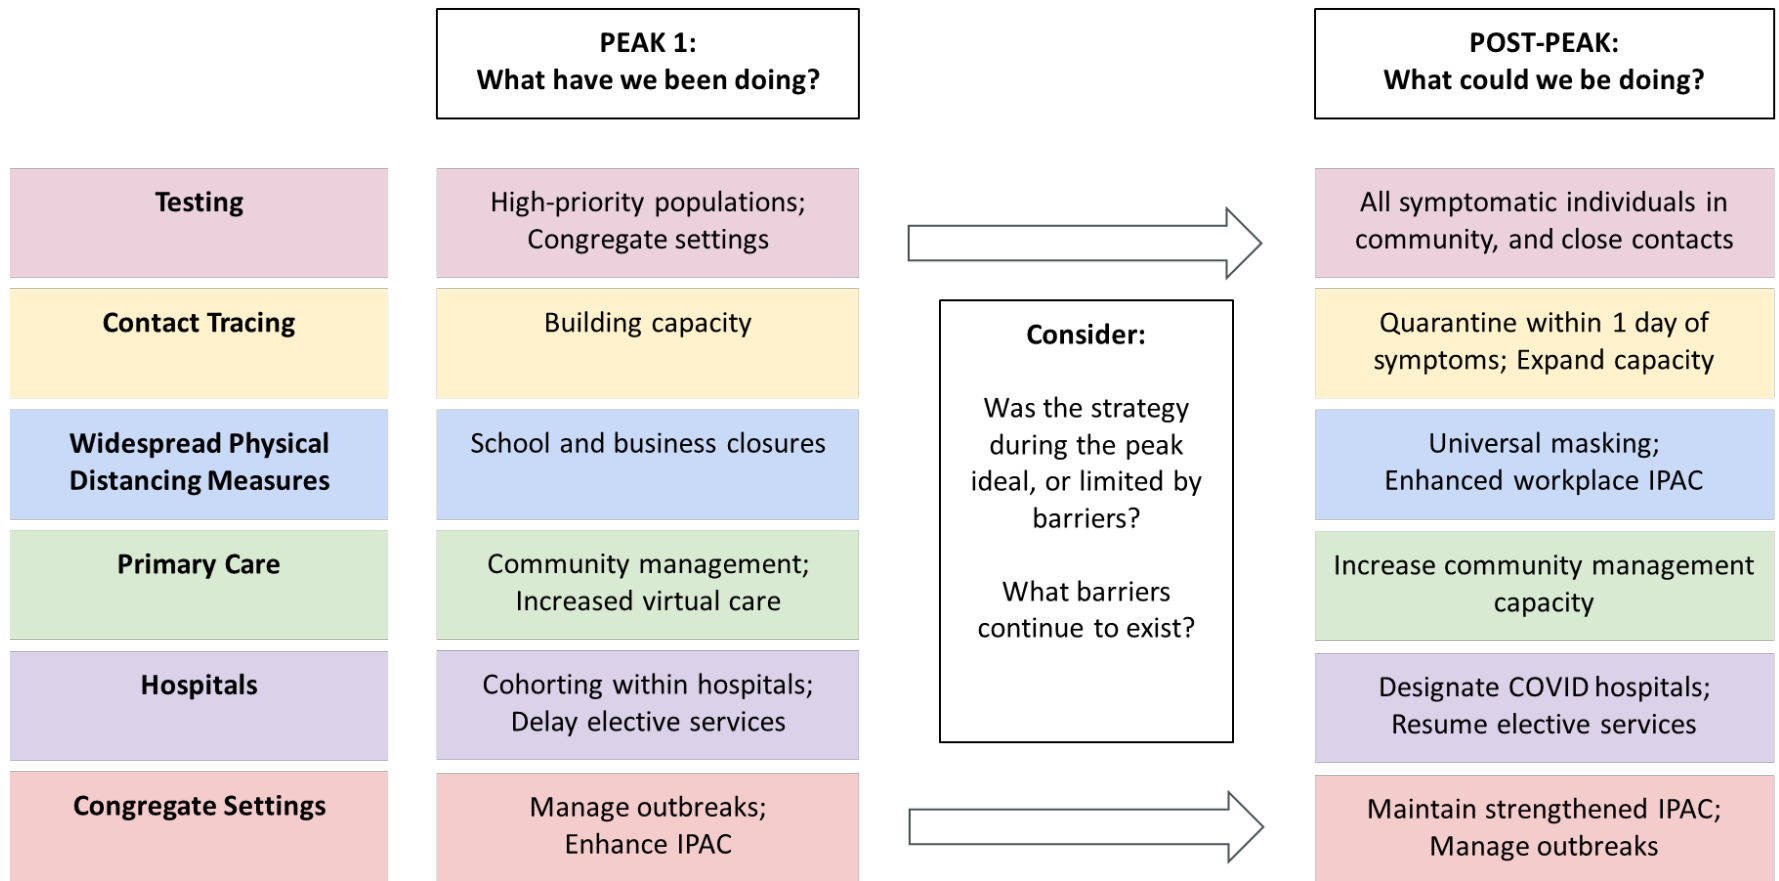 PEAK 1:
What have we been doing?
POST-PEAK:
What could we be doing?
Testing
High-priority populations;
Congregate settings
All symptomatic individuals in
community, and close contacts
Contact Tracing
Building capacity
Quarantine within 1 day of
symptoms; Expand capacity
Widespread Physical
Distancing Measures
School and business closures
Universal masking;
Enhanced workplace IPAC
Primary Care
Community management;
Increased virtual care
Increase community management
capacity
Hospitals
Cohorting within hospitals;
Delay elective services
Designate COVID hospitals;
Resume elective services
Congregate Settings
Manage outbreaks;
Enhance IPAC
Maintain strengthened IPAC;
Manage outbreaks
Consider:
Was the strategy
during the peak
ideal, or limited by
barriers?
What barriers
continue to exist?